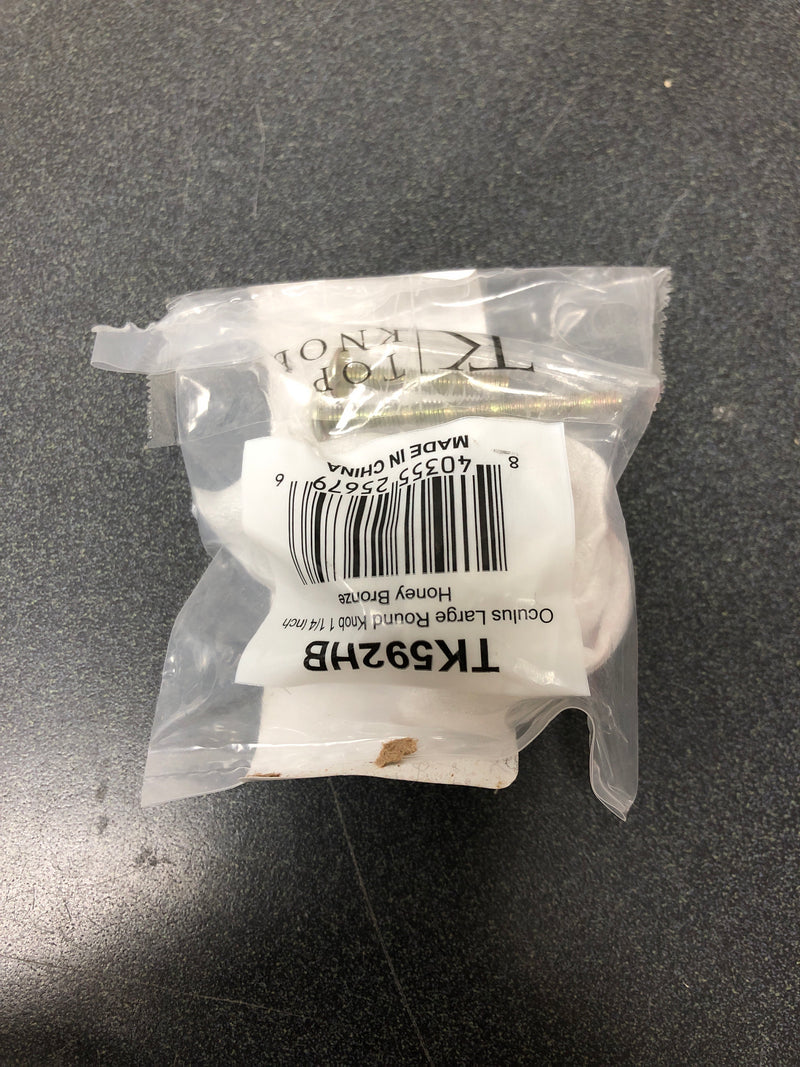 TK592HB
Oculus Large Round Knob 1 1/4 Inch
Honey Bronze
8 40355 25679 6
MADE IN CHINA
TK TOP
KNOB